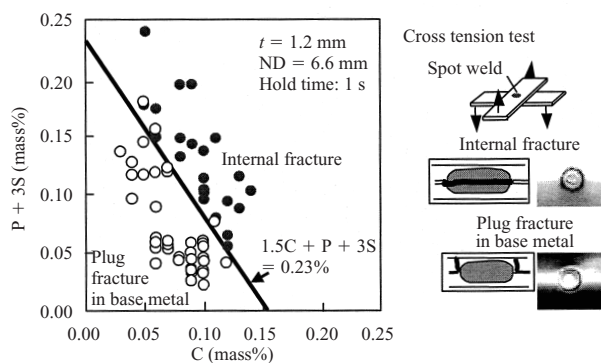 0.25
0.20
0.15
0.10
0.05
0.00
P + 3S (mass%)
t = 1.2 mm
ND = 6.6 mm
Hold time: 1 s
Internal fracture
1.5C + P + 3S
= 0.23%
Plug
fracture
in base metal
0.00
0.05
0.10
0.15
0.20
0.25
C (mass%)
Cross tension test
Spot weld
Internal fracture
Plug fracture
in base metal